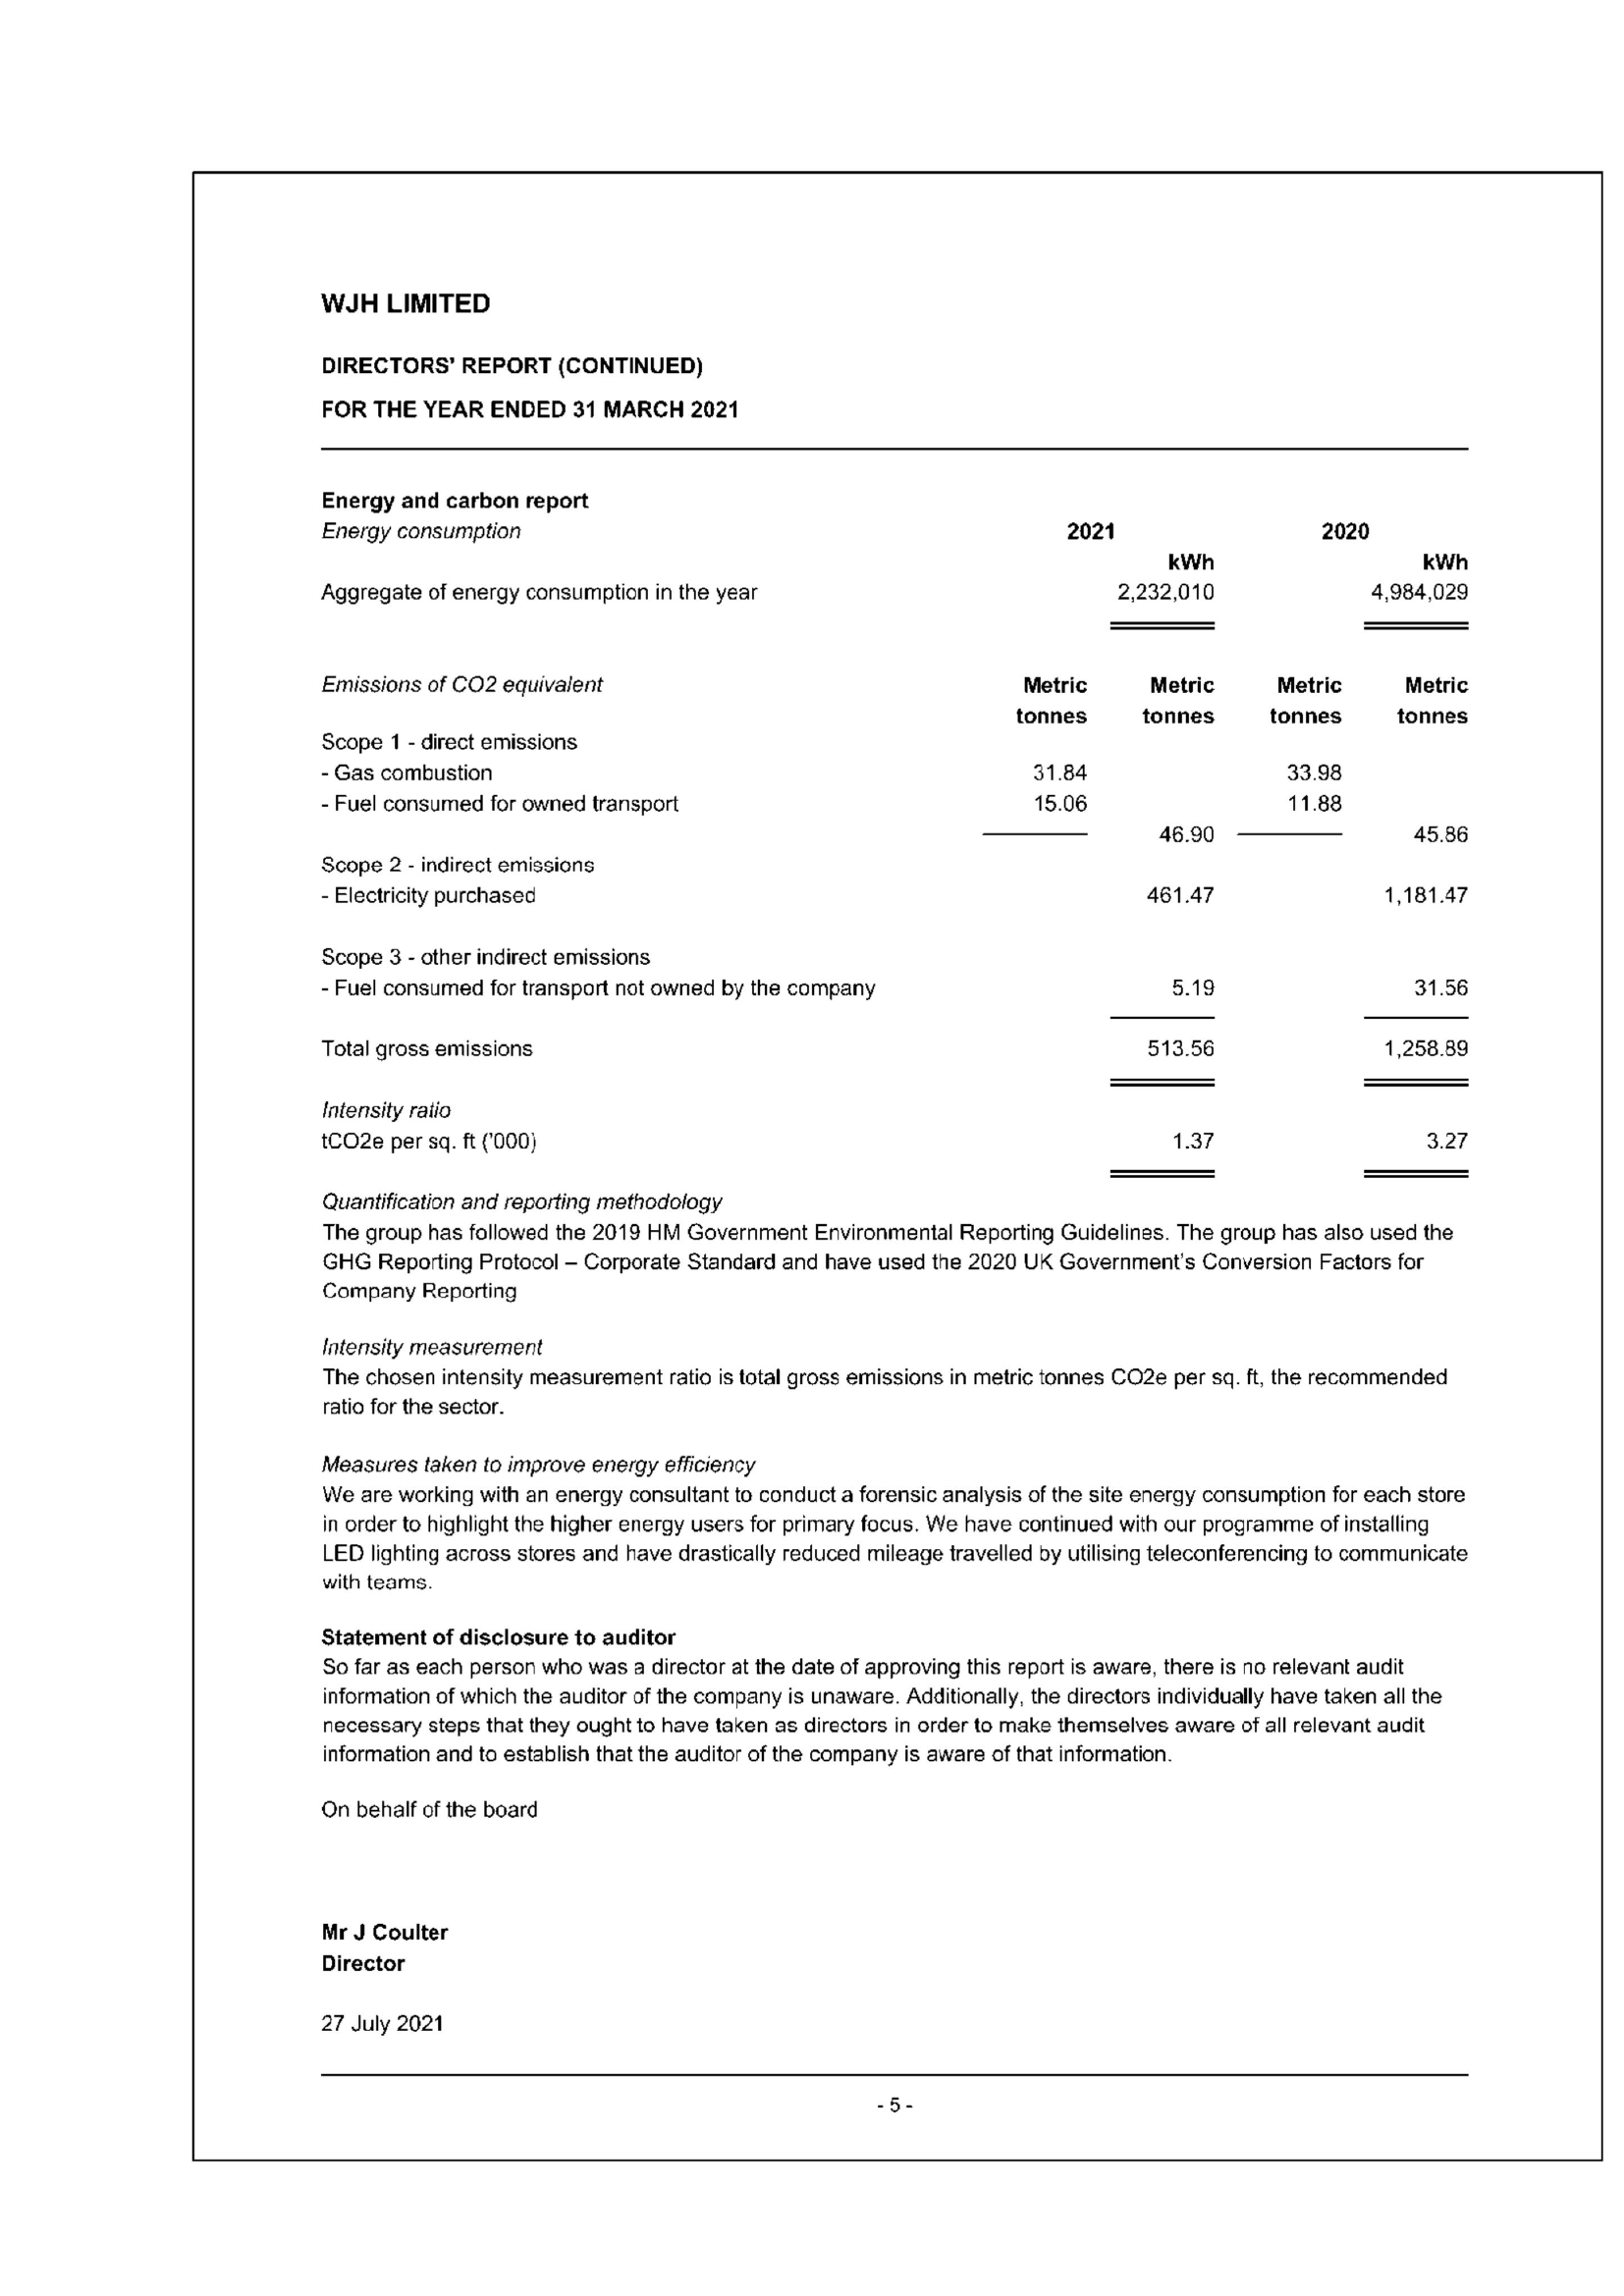 WJH LIMITED
DIRECTORS' REPORT (CONTINUED)
FOR THE YEAR ENDED 31 MARCH 2021
Energy and carbon report
Energy consumption 2021 2020
kWh kWh
Aggregate of energy consumption in the year 2,232,010 4,984,029
Emissions of CO2 equivalent Metric Metric Metric Metric
tonnes tonnes tonnes tonnes
Scope 1 - direct emissions
- Gas combustion 31.84 33.98
- Fuel consumed for owned transport 15.06 11.88
46.90 45.86
Scope 2 - indirect emissions
- Electricity purchased 461.47 1,181.47
Scope 3 - other indirect emissions
- Fuel consumed for transport not owned by the company 5.19 31.56
Total gross emissions 513.56 1,258.89
Intensity ratio
tCO2e per sq. ft ('000) 1.37 3.27
Quantification and reporting methodology
The group has followed the 2019 HM Government Environmental Reporting Guidelines. The group has also used the
GHG Reporting Protocol – Corporate Standard and have used the 2020 UK Government's Conversion Factors for
Company Reporting
Intensity measurement
The chosen intensity measurement ratio is total gross emissions in metric tonnes CO2e per sq. ft, the recommended
ratio for the sector.
Measures taken to improve energy efficiency
We are working with an energy consultant to conduct a forensic analysis of the site energy consumption for each store
in order to highlight the higher energy users for primary focus. We have continued with our programme of installing
LED lighting across stores and have drastically reduced mileage travelled by utilising teleconferencing to communicate
with teams.
Statement of disclosure to auditor
So far as each person who was a director at the date of approving this report is aware, there is no relevant audit
information of which the auditor of the company is unaware. Additionally, the directors individually have taken all the
necessary steps that they ought to have taken as directors in order to make themselves aware of all relevant audit
information and to establish that the auditor of the company is aware of that information.
On behalf of the board
Mr J Coulter
Director
27 July 2021
- 5 -